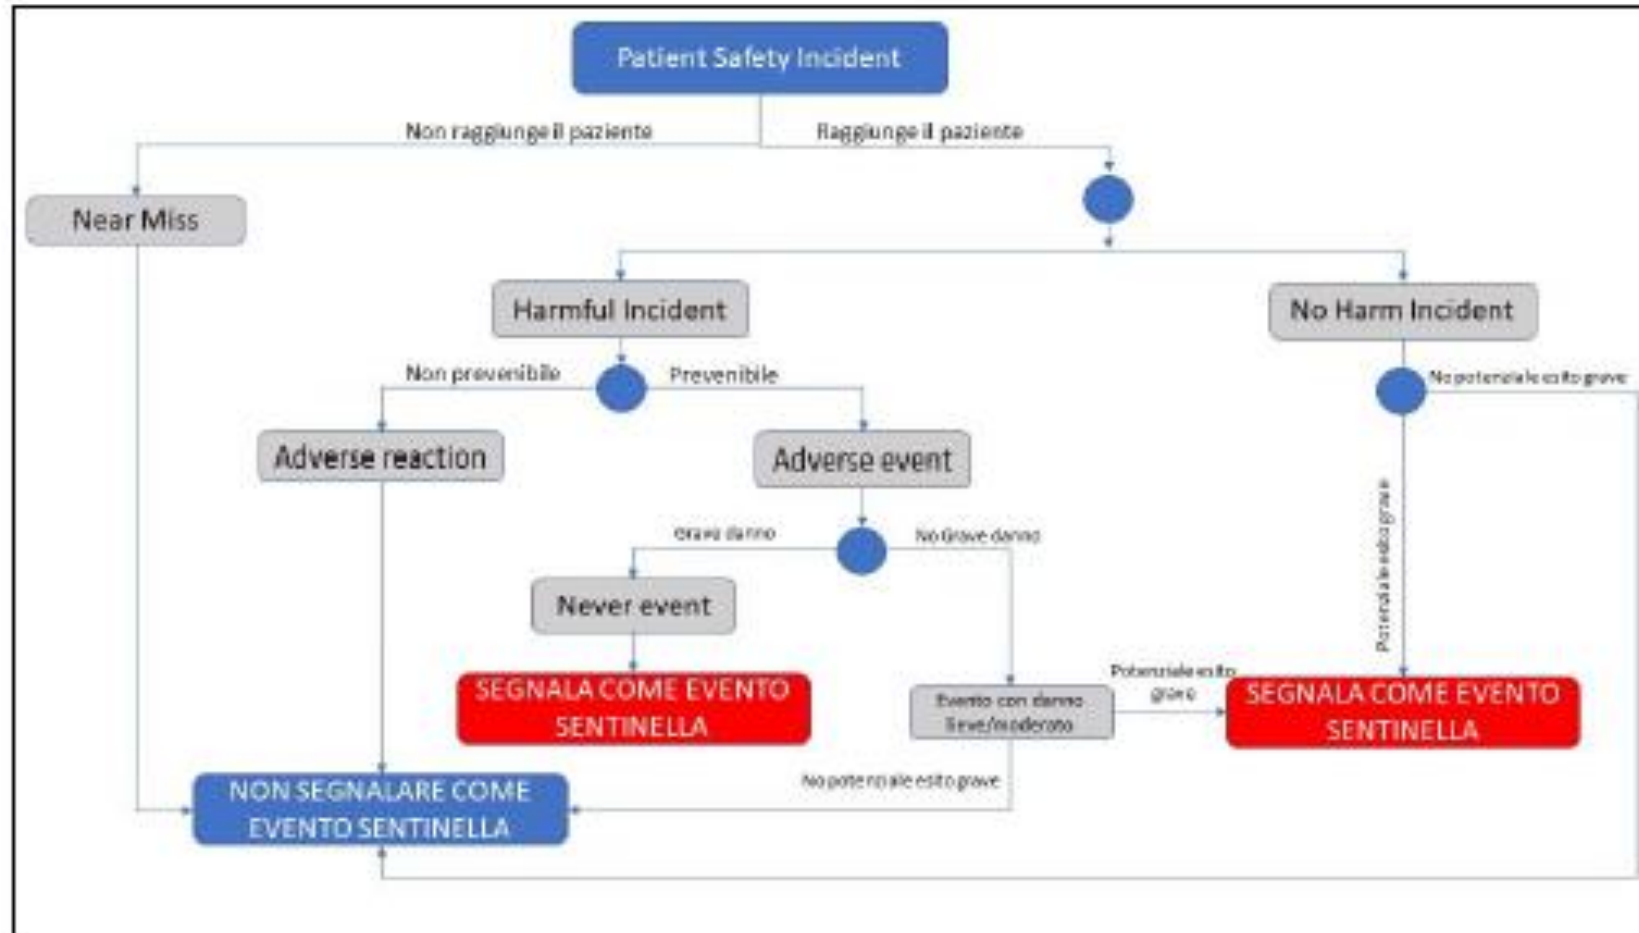 Patient Safety Incident
Non raggiunge il paziente
Raggiunge il paziente
Near Miss
Harmful Incident
No Harm Incident
Non prevenibile
Prevenibile
No potenziale esito grave
Adverse reaction
Adverse event
Potenziale esito grave
Grave danno
No Grave danno
Never event
SEGNALA COME EVENTO
SENTINELLA
Evento con danno
lieve/moderato
Potenziale esito
grave
SEGNALA COME EVENTO
SENTINELLA
No potenziale esito grave
NON SEGNALARE COME
EVENTO SENTINELLA